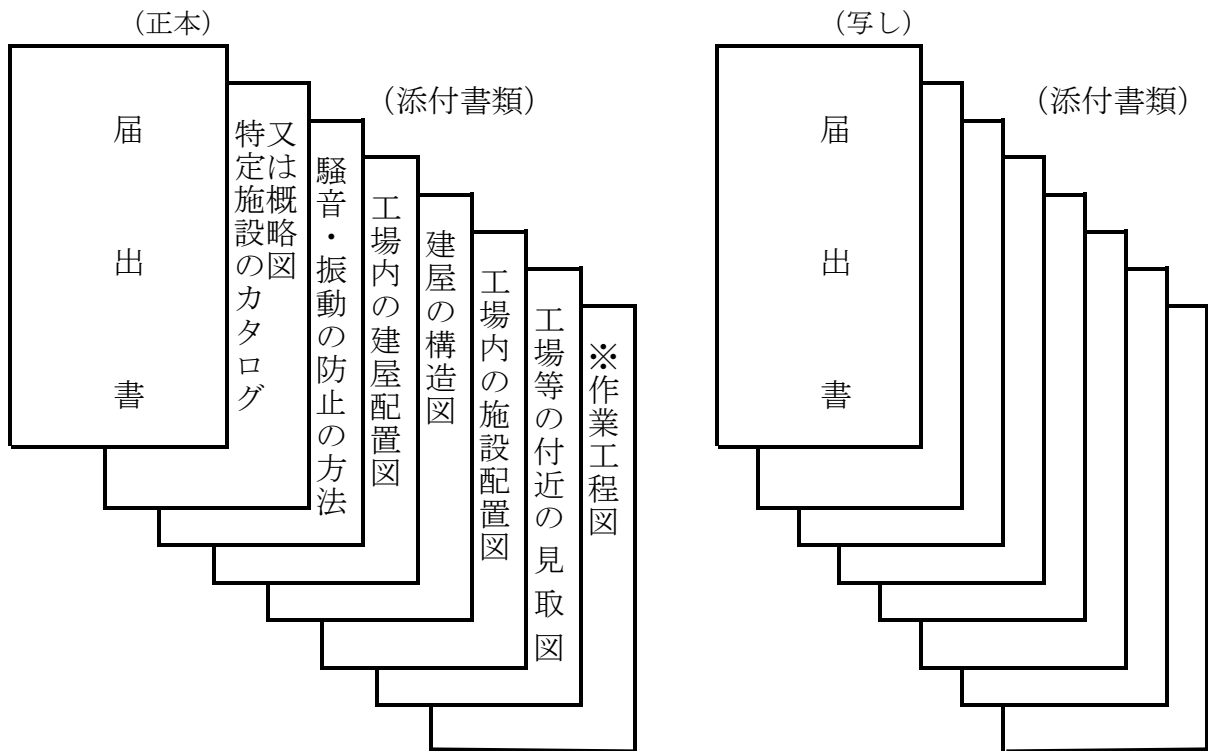 （正本）
届出書
（添付書類）
特定施設のカタログ
又は概略図
騒音・振動の防止の方法
工場内の建屋配置図
建屋の構造図
工場内の施設配置図
工場等の付近の見取図
※作業工程図
（写し）
届出書
（添付書類）